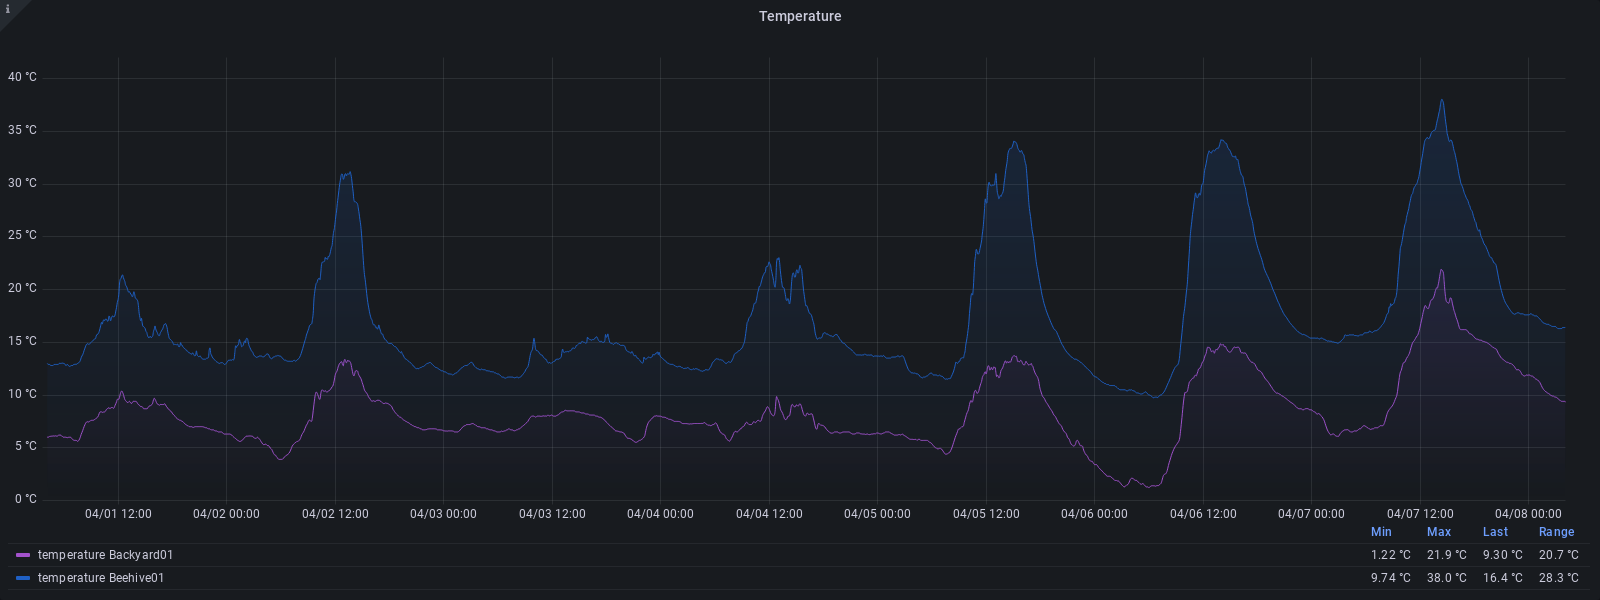 i
Temperature
40 °C
35 °C
30 °C
25 °C
20 °C
15 °C
10 °C
5 °C
0 °C
04/01 12:00 04/02 00:00 04/02 12:00 04/03 00:00 04/03 12:00 04/04 00:00 04/04 12:00 04/05 00:00 04/05 12:00 04/06 00:00 04/06 12:00 04/07 00:00 04/07 12:00 04/08 00:00
Min Max Last Range
temperature Backyard01 1.22 °C 21.9 °C 9.30 °C 20.7 °C
temperature Beehive01 9.74 °C 38.0 °C 16.4 °C 28.3 °C